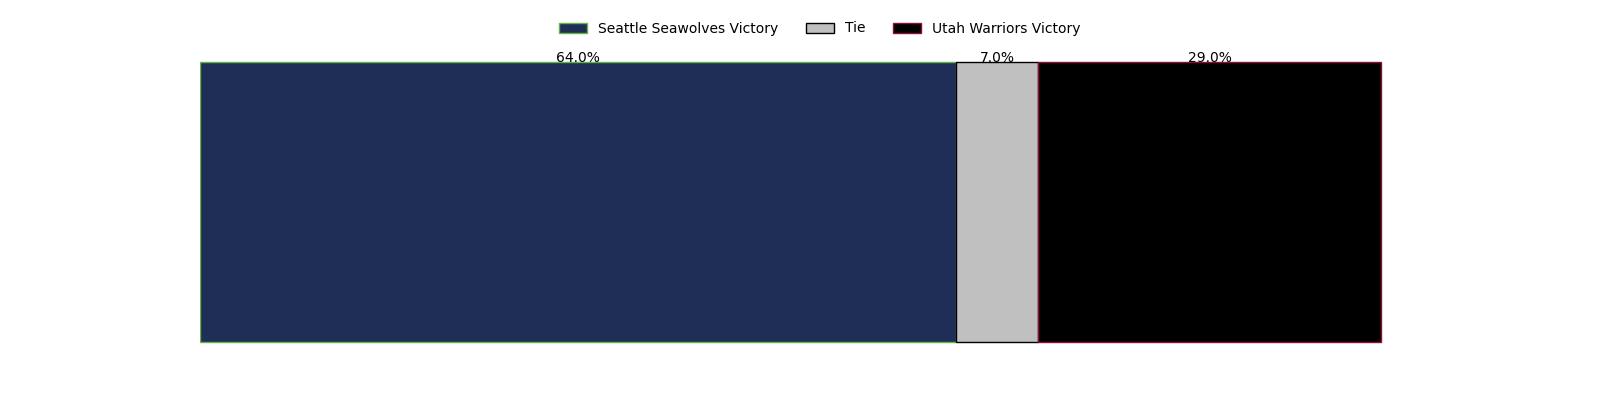 Seattle Seawolves Victory Tie Utah Warriors Victory
64.0% 7.0% 29.0%